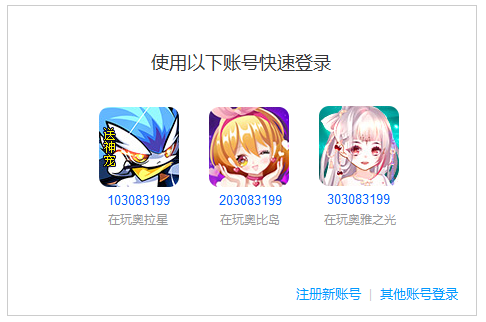 使用以下账号快速登录
送神宠
103083199
203083199
303083199
在玩奥拉星
在玩奥比岛
在玩奥雅之光
注册新账号 | 其他账号登录